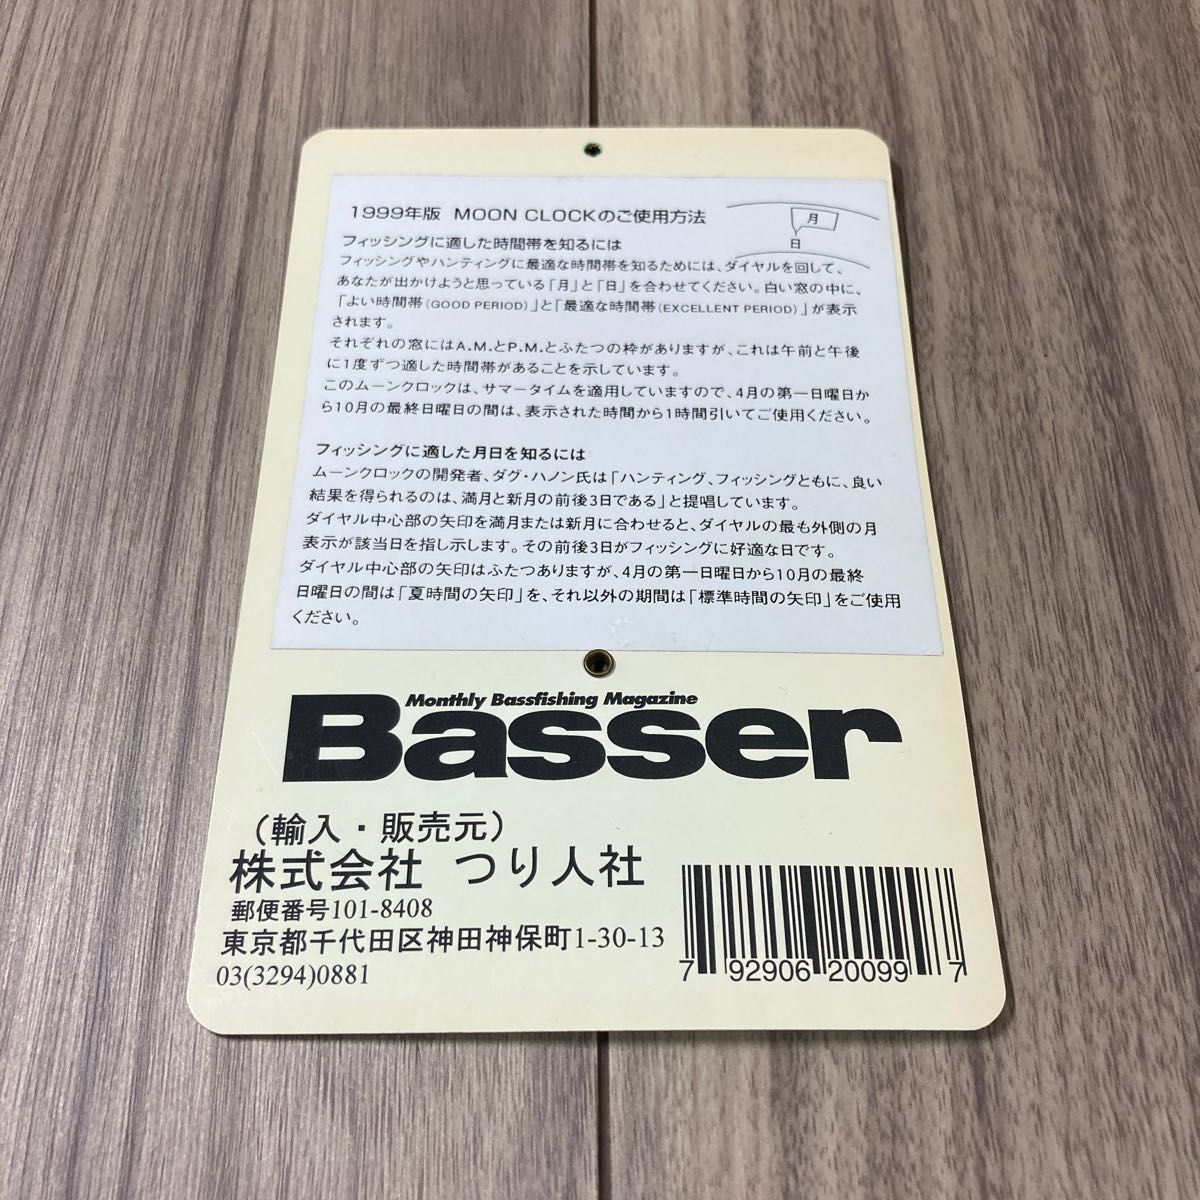 1999年版 MOON CLOCKのご使用方法
月
日
フィッシングに適した時間帯を知るには
フィッシングやハンティングに最適な時間帯を知るためには、ダイヤルを回して、
あなたが出かけようと思っている「月」と「日」を合わせてください。白い窓の中に、
「よい時間帯(GOOD PERIOD)」と「最適な時間帯(EXCELLENT PERIOD)」が表示
されます。
それぞれの窓にはA.M.とP.M.とふたつの枠がありますが、これは午前と午後
に1度ずつ適した時間帯があることを示しています。
このムーンクロックは、サマータイムを適用していますので、4月の第一日曜日か
ら10月の最終日曜日の間は、表示された時間から1時間引いてご使用ください。
フィッシングに適した月日を知るには
ムーンクロックの開発者、ダグ・ハノン氏は「ハンティング、フィッシングともに、良い
結果を得られるのは、満月と新月の前後3日である」と提唱しています。
ダイヤル中心部の矢印を満月または新月に合わせると、ダイヤルの最も外側の月
表示が該当日を指し示します。その前後3日がフィッシングに好適な日です。
ダイヤル中心部の矢印はふたつありますが、4月の第一日曜日から10月の最終
日曜日の間は「夏時間の矢印」を、それ以外の期間は「標準時間の矢印」をご使用
ください。
Monthly Bassfishing Magazine
Basser
（輸入・販売元）
株式会社 つり人社
郵便番号101-8408
東京都千代田区神田神保町1-30-13
03(3294)0881
7 92906 20099 7